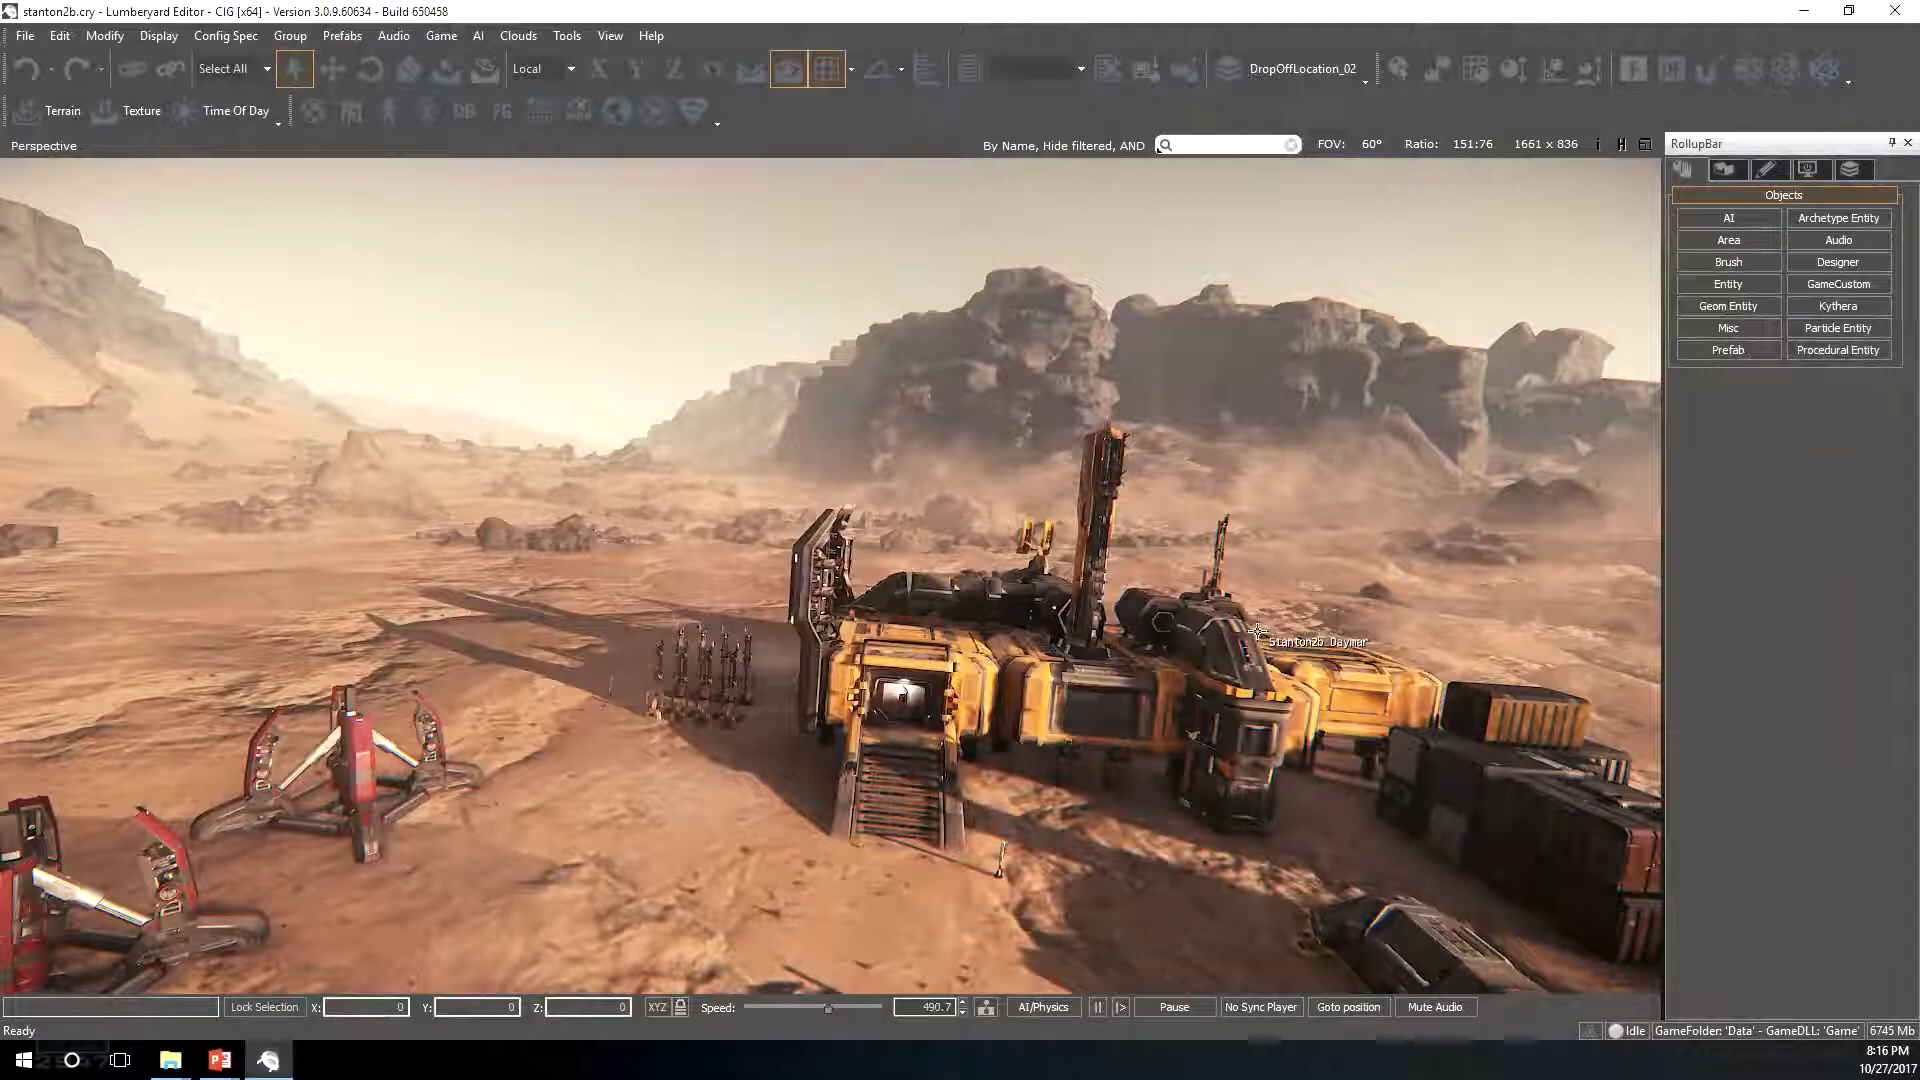 stanton2b.cry - Lumberyard Editor - CIG [x64] - Version 3.0.9.60634 - Build 650458
File Edit Modify Display Config Spec Group Prefabs Audio Game AI Clouds Tools View Help
Select All Local DropOffLocation_02
Terrain Texture Time Of Day
Perspective By Name, Hide filtered, AND FOV: 60° Ratio: 151:76 1661 x 836
RollupBar
Objects
AI Archetype Entity
Area Audio
Brush Designer
Entity GameCustom
Geom Entity Kythera
Misc Particle Entity
Prefab Procedural Entity
Stanton2b_Daymar
Lock Selection X: 0 Y: 0 Z: 0 XYZ Speed: 490.7 AI/Physics Pause No Sync Player Goto position Mute Audio
Ready Idle GameFolder: 'Data' - GameDLL: 'Game' 6745 Mb
8:16 PM
10/27/2017